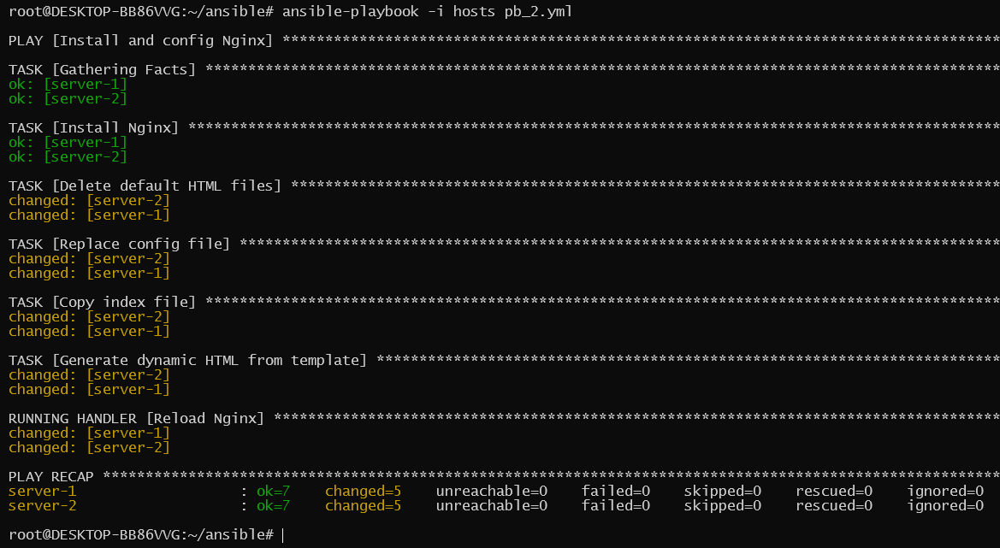 root@DESKTOP-BB86VVG:~/ansible# ansible-playbook -i hosts pb_2.yml
PLAY [Install and config Nginx] ************************************************************************************
TASK [Gathering Facts] *********************************************************************************************
ok: [server-1]
ok: [server-2]
TASK [Install Nginx] ***********************************************************************************************
ok: [server-1]
ok: [server-2]
TASK [Delete default HTML files] ***********************************************************************************
changed: [server-2]
changed: [server-1]
TASK [Replace config file] *****************************************************************************************
changed: [server-2]
changed: [server-1]
TASK [Copy index file] *********************************************************************************************
changed: [server-2]
changed: [server-1]
TASK [Generate dynamic HTML from template] *************************************************************************
changed: [server-2]
changed: [server-1]
RUNNING HANDLER [Reload Nginx] *************************************************************************************
changed: [server-1]
changed: [server-2]
PLAY RECAP *********************************************************************************************************
server-1                   : ok=7    changed=5    unreachable=0    failed=0    skipped=0    rescued=0    ignored=0
server-2                   : ok=7    changed=5    unreachable=0    failed=0    skipped=0    rescued=0    ignored=0
root@DESKTOP-BB86VVG:~/ansible#